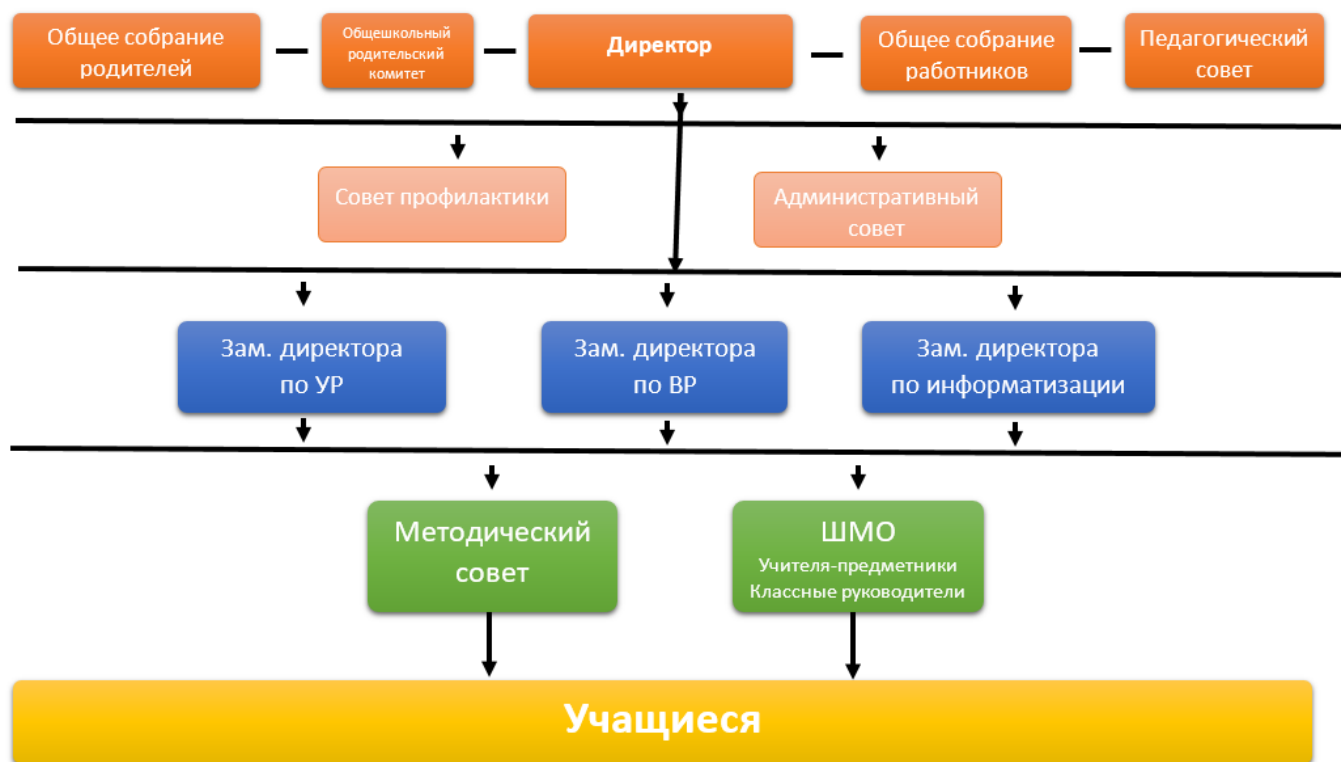 Общее собрание
родителей
Общешкольный
родительский
комитет
Директор
Общее собрание
работников
Педагогический
совет
Совет профилактики
Административный
совет
Зам. директора
по УР
Зам. директора
по ВР
Зам. директора
по информатизации
Методический
совет
ШМО
Учителя-предметники
Классные руководители
Учащиеся